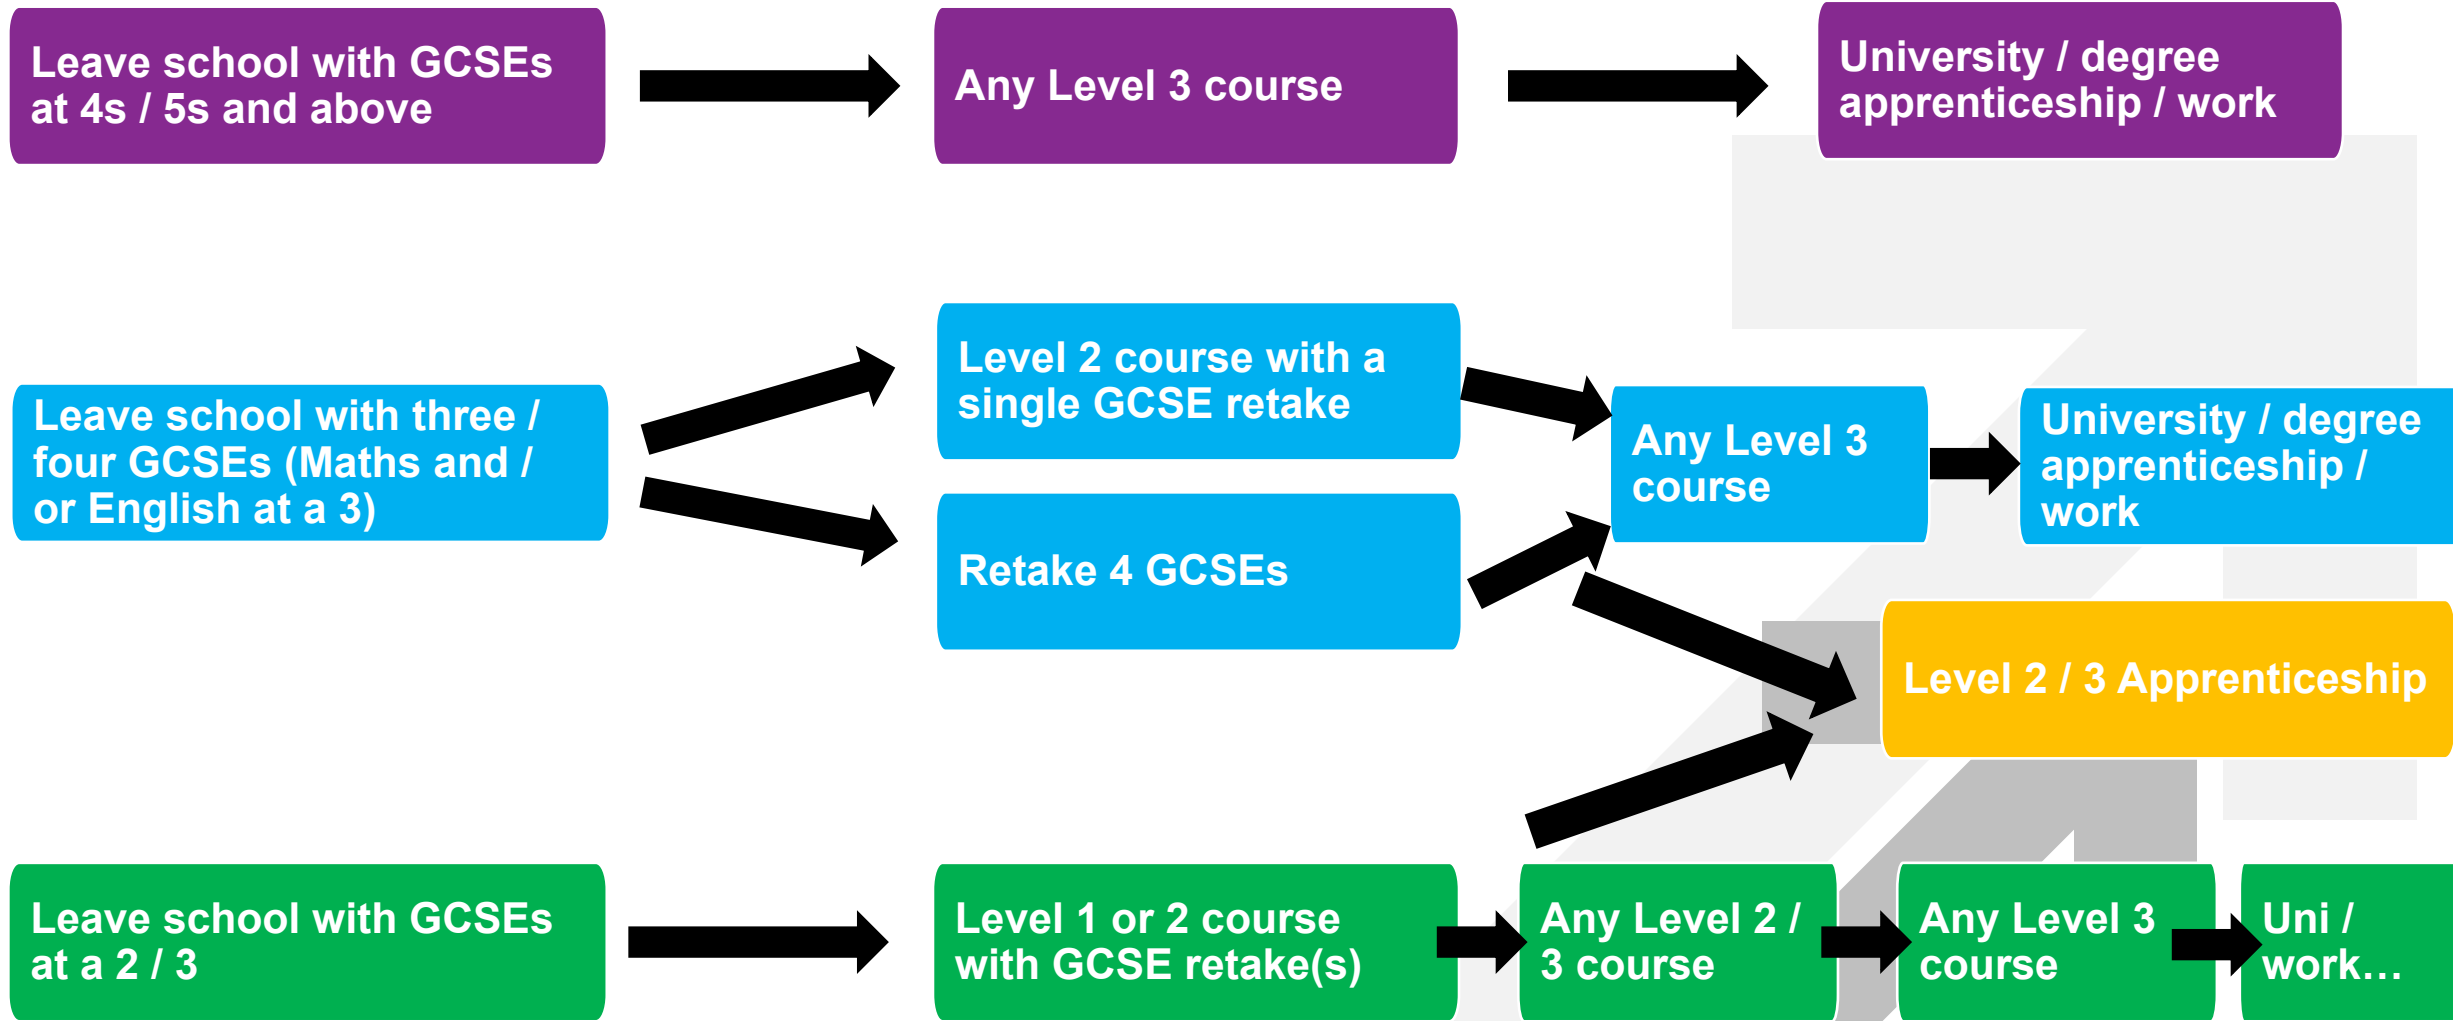 Leave school with GCSEs
at 4s / 5s and above
Any Level 3 course
University / degree
apprenticeship / work
Leave school with three /
four GCSEs (Maths and /
or English at a 3)
Level 2 course with a
single GCSE retake
Retake 4 GCSEs
Any Level 3
course
University / degree
apprenticeship /
work
Level 2 / 3 Apprenticeship
Leave school with GCSEs
at a 2 / 3
Level 1 or 2 course
with GCSE retake(s)
Any Level 2 /
3 course
Any Level 3
course
Uni /
work…